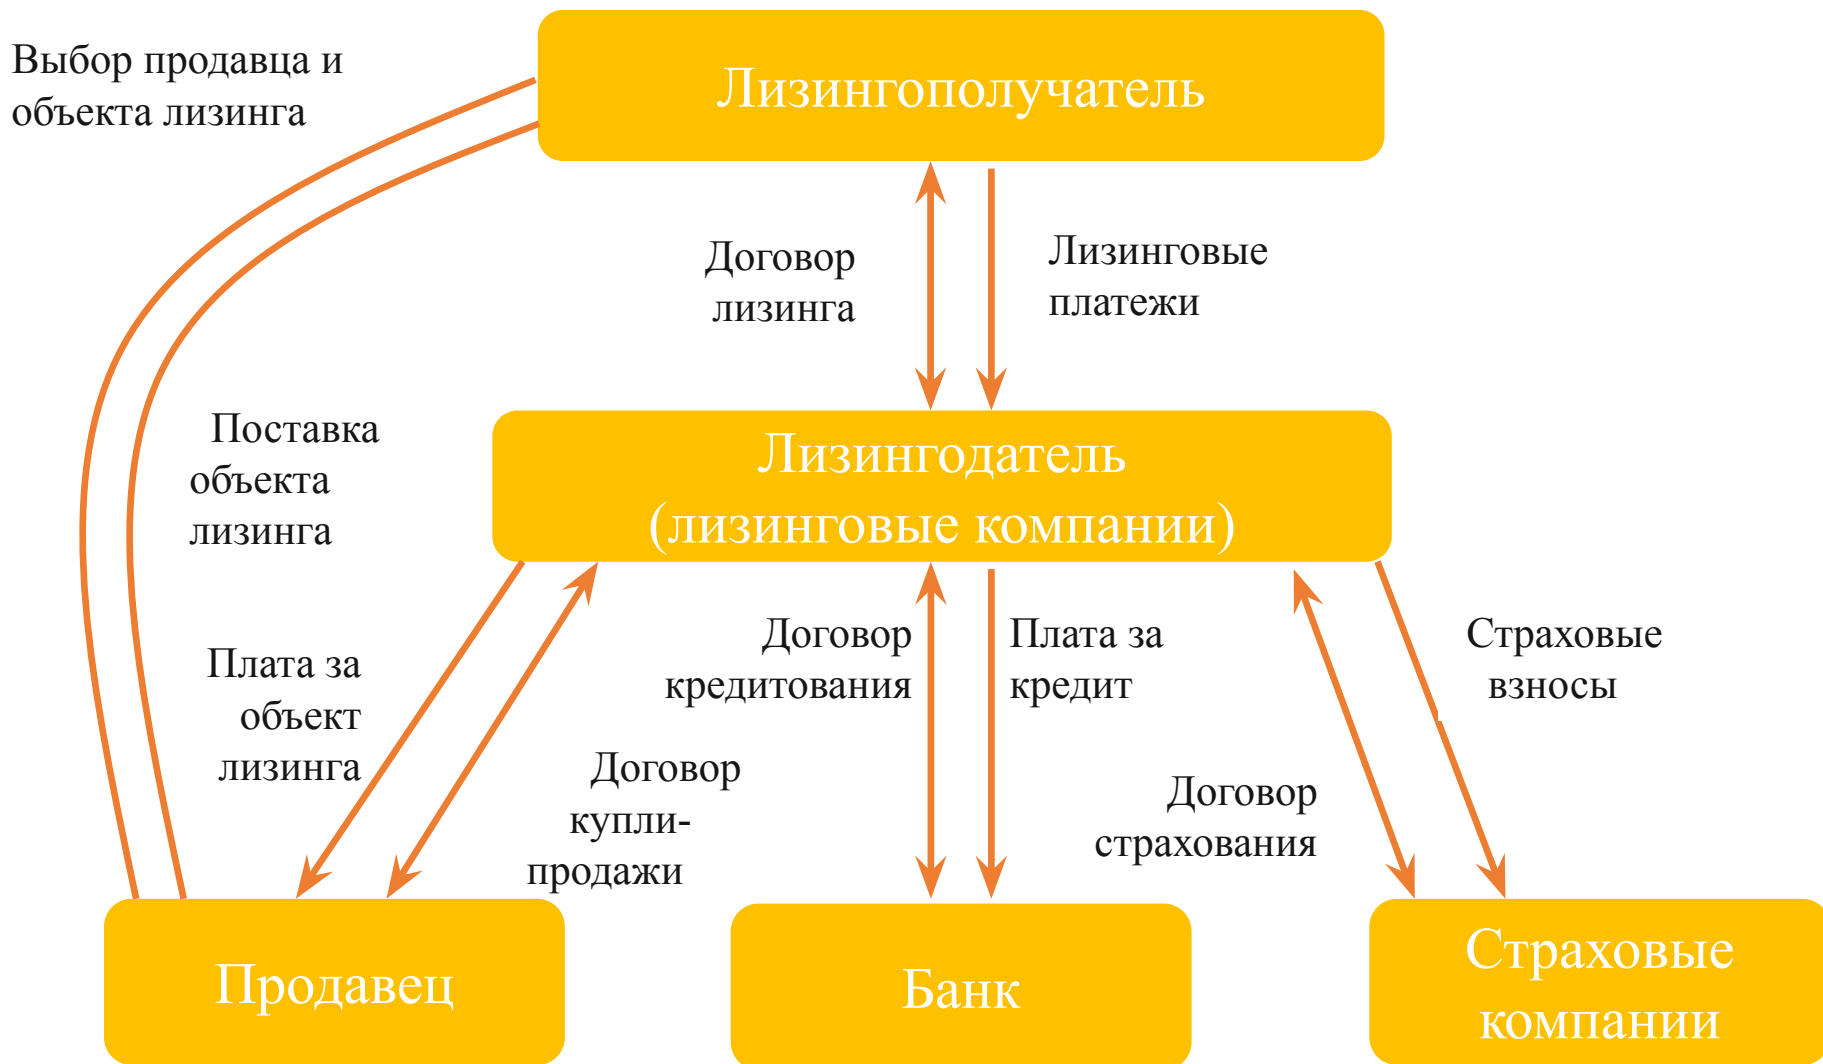 Выбор продавца и
объекта лизинга
Лизингополучатель
Договор
лизинга
Лизинговые
платежи
Поставка
объекта
лизинга
Лизингодатель
(лизинговые компании)
Плата за
объект
лизинга
Договор
купли-
продажи
Договор
кредитования
Плата за
кредит
Договор
страхования
Страховые
взносы
Продавец
Банк
Страховые
компании